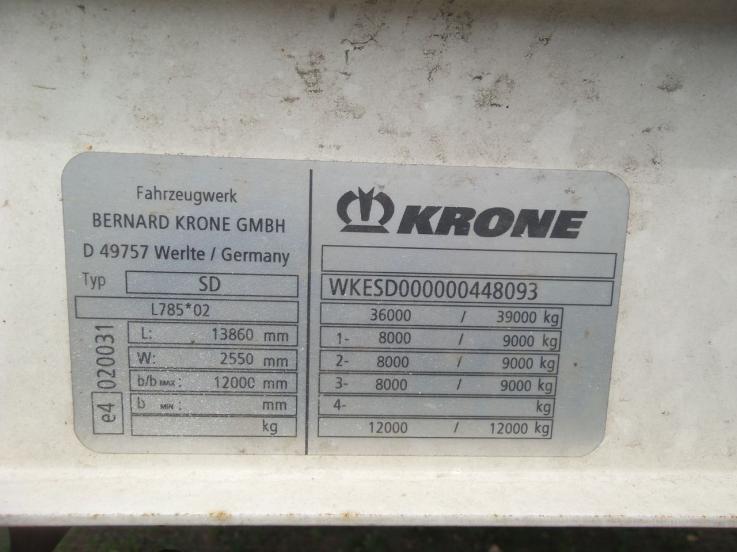 Fahrzeugwerk
BERNARD KRONE GMBH
D 49757 Werlte / Germany
Typ SD
L785*02
e4 020031
L: 13860 mm
W: 2550 mm
b/b MAX : 12000 mm
b MIN : mm
kg
KRONE
WKESD000000448093
36000 / 39000 kg
1- 8000 / 9000 kg
2- 8000 / 9000 kg
3- 8000 / 9000 kg
4- kg
12000 / 12000 kg